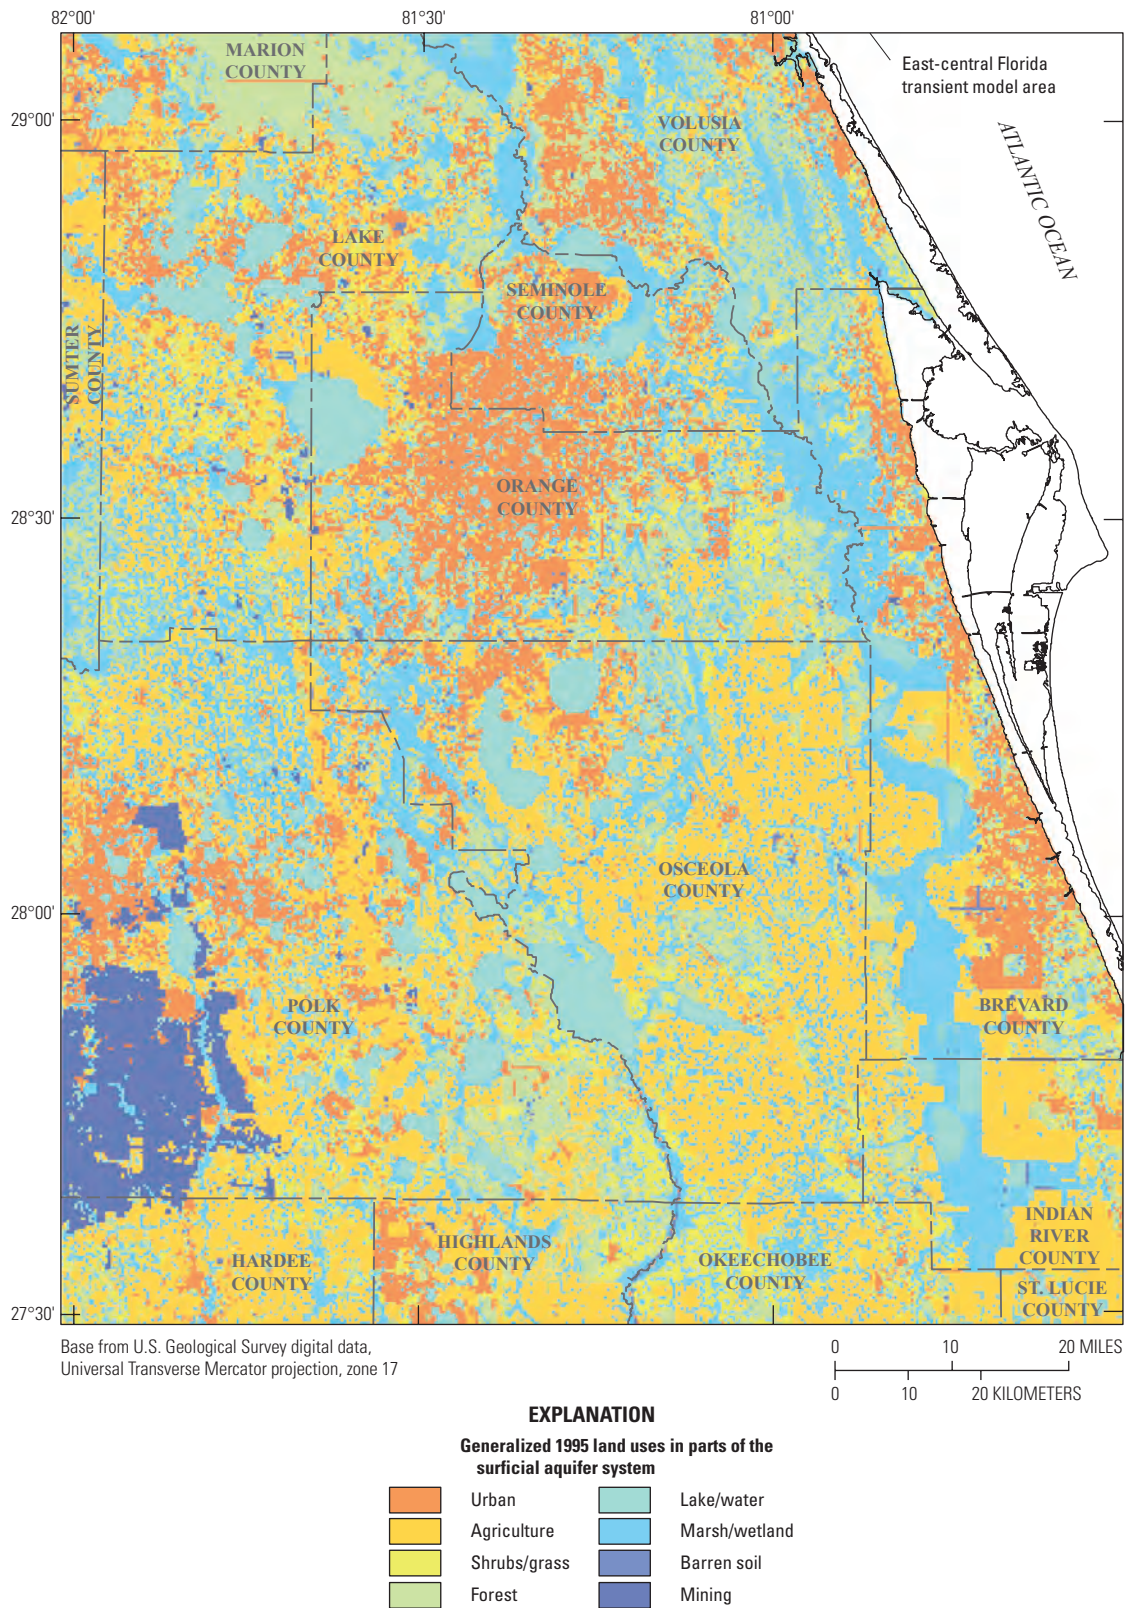 82°00'
81°30'
81°00'
MARION
COUNTY
East-central Florida
transient model area
29°00'
VOLUSIA
COUNTY
ATLANTIC OCEAN
LAKE
COUNTY
SEMINOLE
COUNTY
SUMTER
COUNTY
ORANGE
COUNTY
28°30'
OSCEOLA
COUNTY
28°00'
POLK
COUNTY
BREVARD
COUNTY
INDIAN
RIVER
COUNTY
HIGHLANDS
COUNTY
HARDEE
COUNTY
OKEECHOBEE
COUNTY
ST. LUCIE
COUNTY
27°30'
Base from U.S. Geological Survey digital data,
Universal Transverse Mercator projection, zone 17
0 10 20 MILES
0 10 20 KILOMETERS
EXPLANATION
Generalized 1995 land uses in parts of the
surficial aquifer system
Urban
Agriculture
Shrubs/grass
Forest
Lake/water
Marsh/wetland
Barren soil
Mining